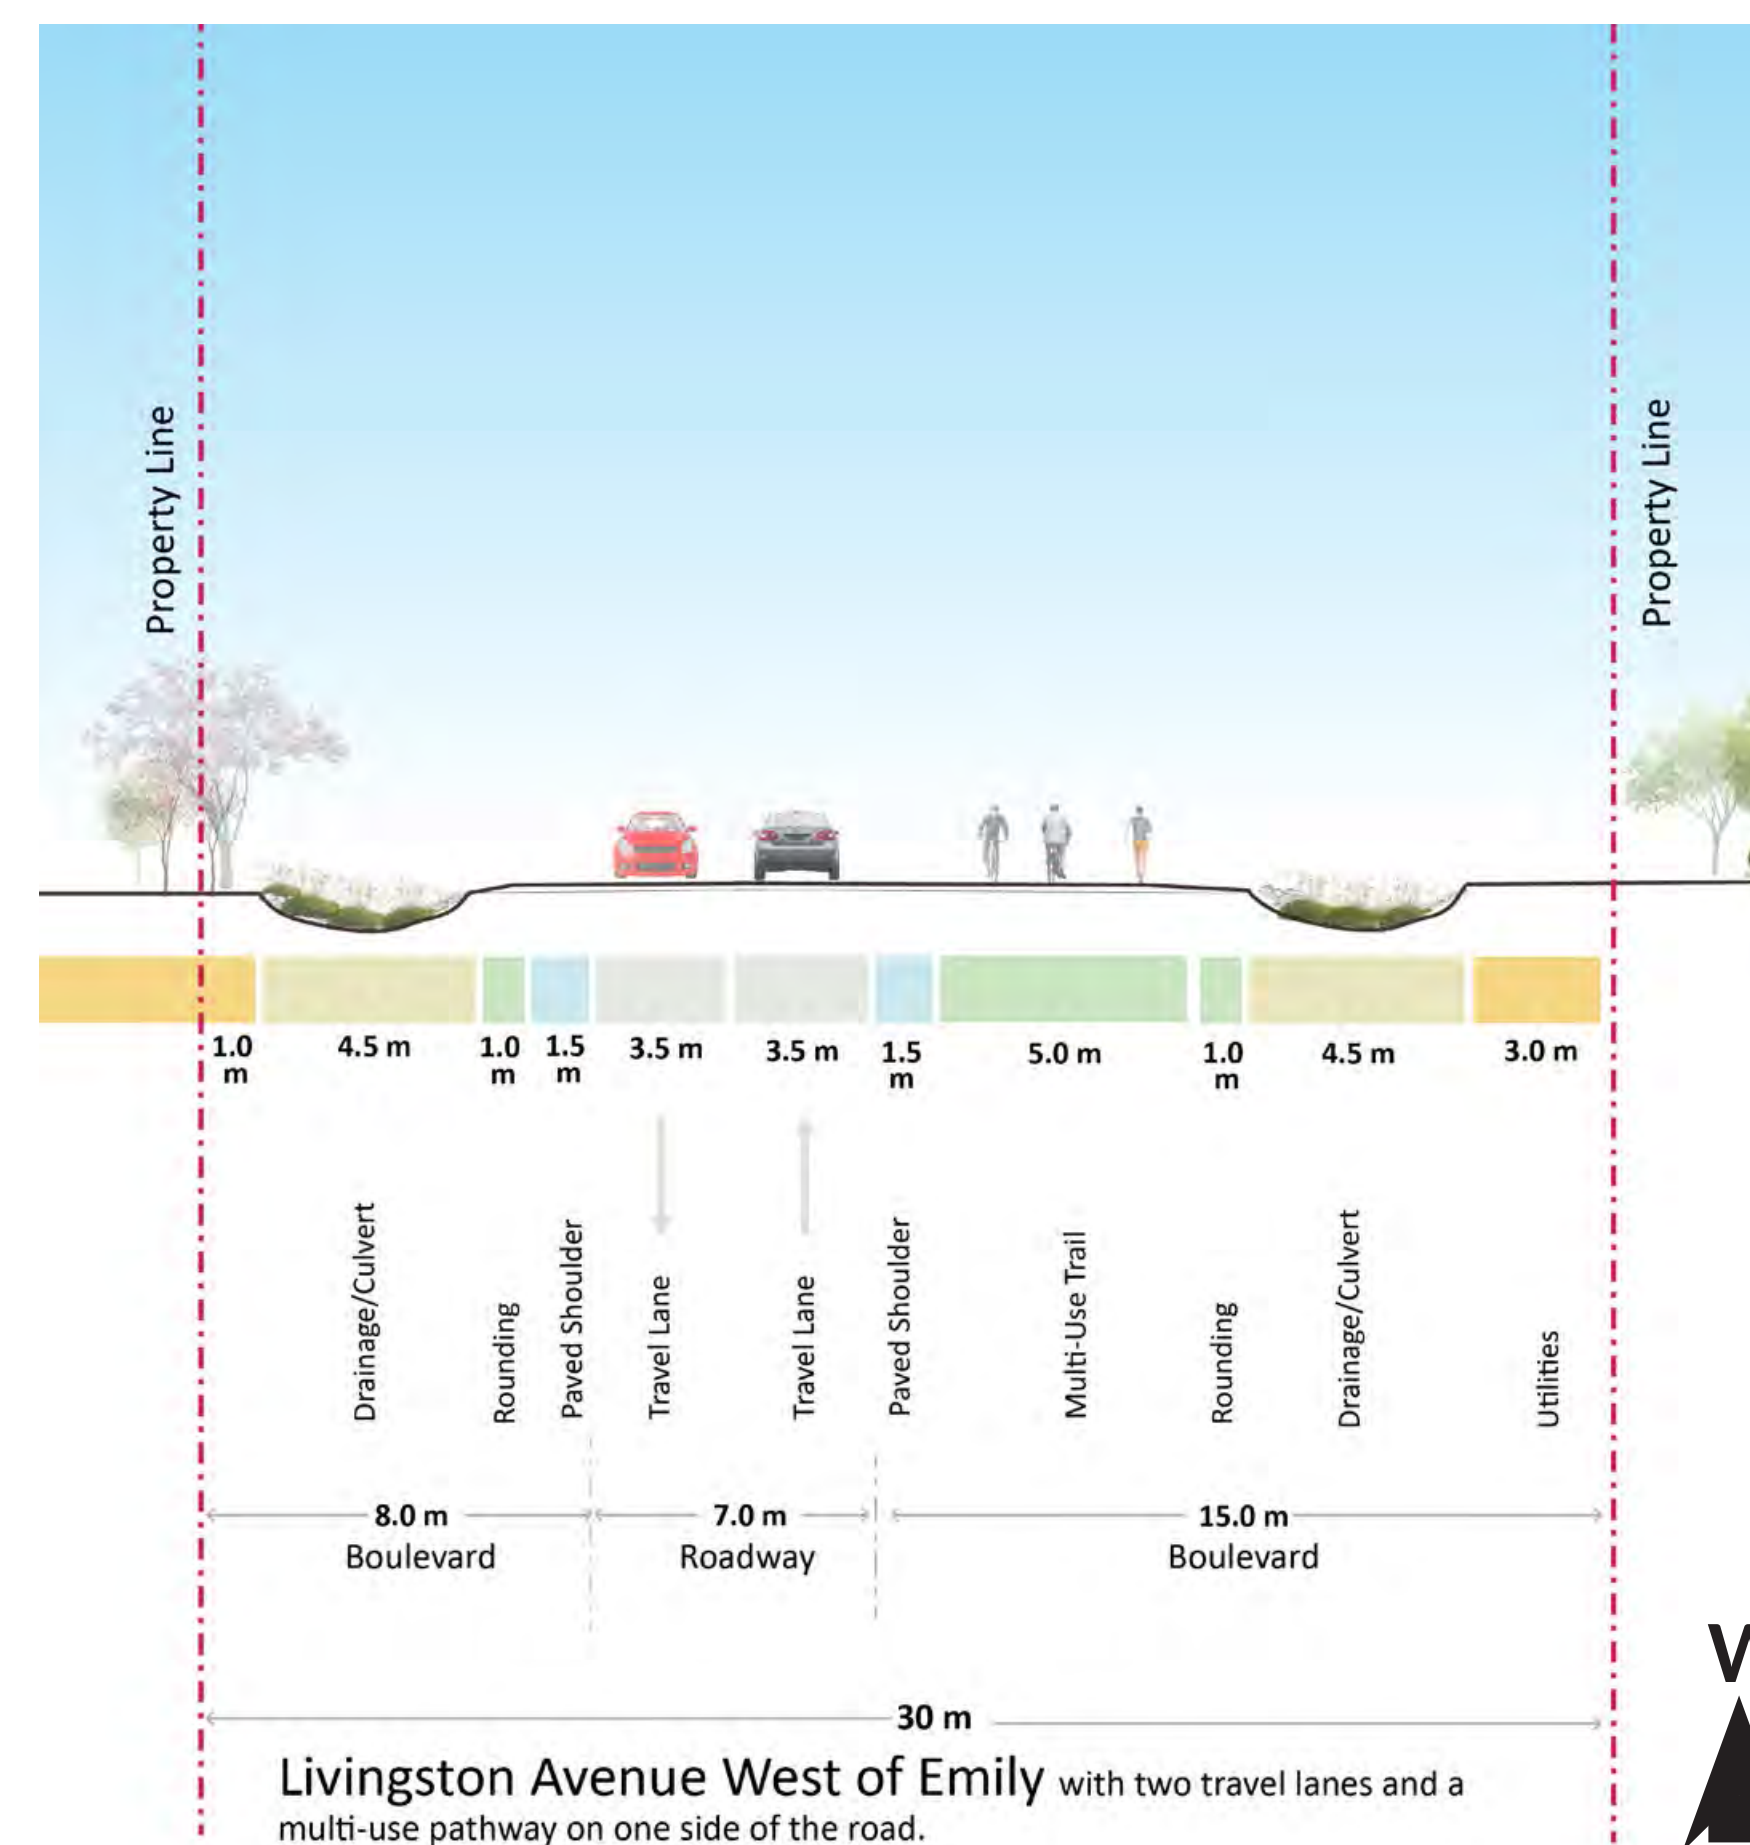 Property Line
Property Line
1.0 m
4.5 m
1.0 m
1.5 m
3.5 m
3.5 m
1.5 m
5.0 m
1.0 m
4.5 m
3.0 m
Drainage/Culvert
Rounding
Paved Shoulder
Travel Lane
Travel Lane
Paved Shoulder
Multi-Use Trail
Rounding
Drainage/Culvert
Utilities
8.0 m
Boulevard
7.0 m
Roadway
15.0 m
Boulevard
30 m
Livingston Avenue West of Emily with two travel lanes and a
multi-use pathway on one side of the road.